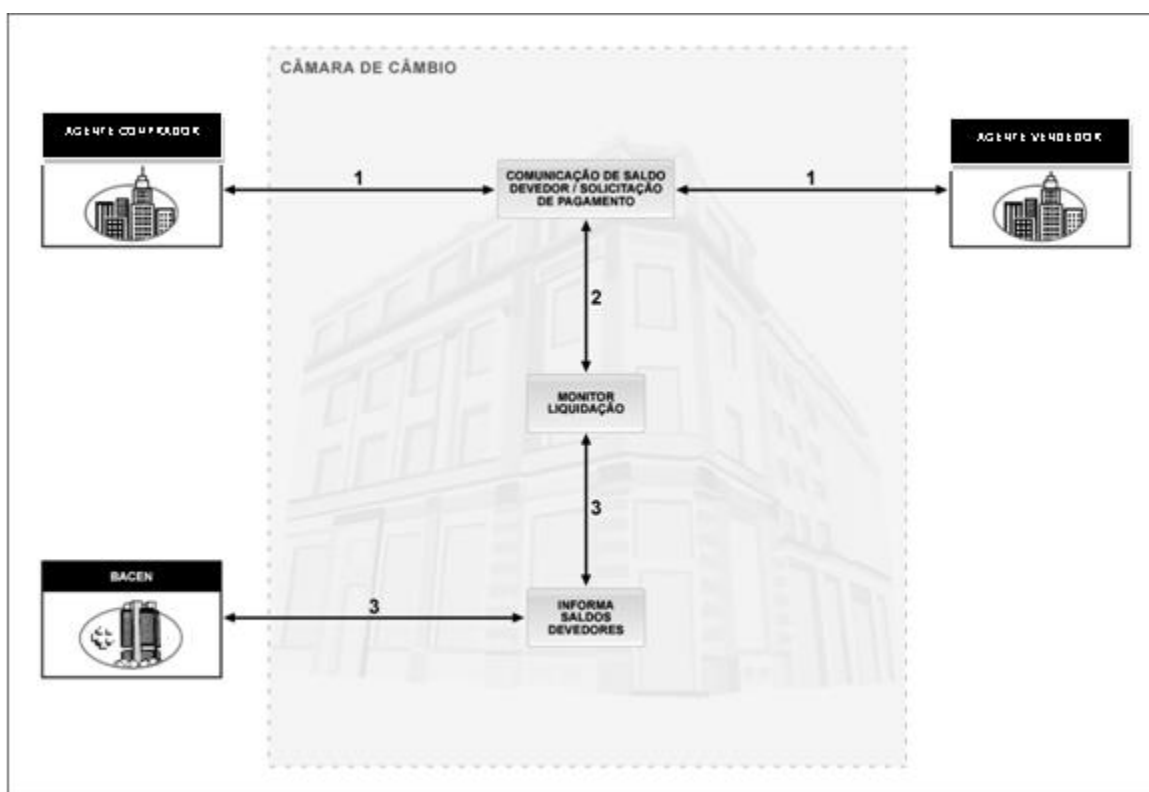 CÂMARA DE CÂMBIO
AGENTE COMPRADOR
AGENTE VENDEDOR
1
COMUNICAÇÃO DE SALDO
DEVEDOR / SOLICITAÇÃO
DE PAGAMENTO
1
2
MONITOR
LIQUIDAÇÃO
3
BACEN
3
INFORMA
SALDOS
DEVEDORES